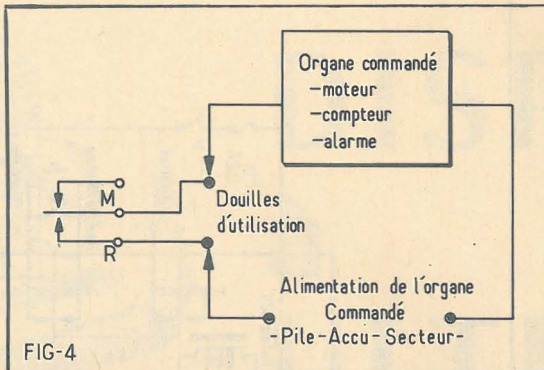 Organe commandé
-moteur
-compteur
-alarme
M
Douilles
d'utilisation
R
Alimentation de l'organe
Commandé
-Pile-Accu-Secteur-
FIG-4